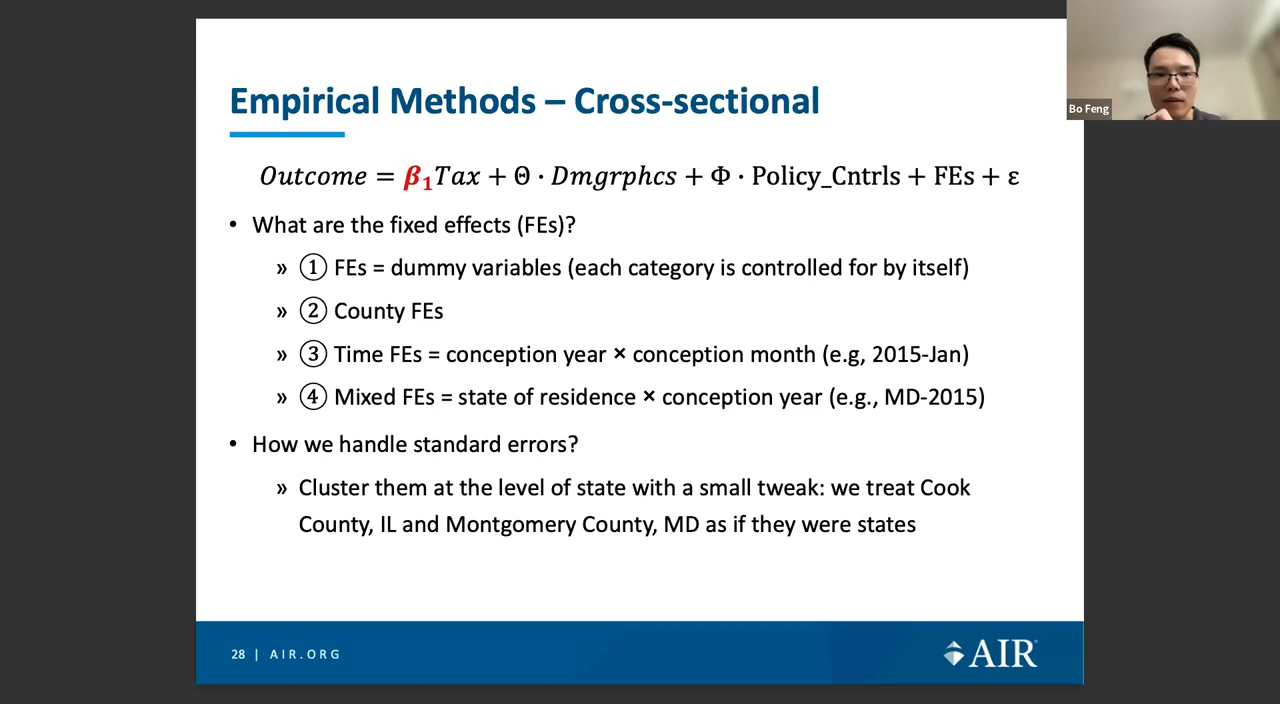 Bo Feng
Empirical Methods – Cross-sectional
Outcome = β₁Tax + Θ · Dmgrphcs + Φ · Policy_Cntrls + FEs + ε
• What are the fixed effects (FEs)?
» ① FEs = dummy variables (each category is controlled for by itself)
» ② County FEs
» ③ Time FEs = conception year × conception month (e.g, 2015-Jan)
» ④ Mixed FEs = state of residence × conception year (e.g., MD-2015)
• How we handle standard errors?
» Cluster them at the level of state with a small tweak: we treat Cook
County, IL and Montgomery County, MD as if they were states
28 | AIR.ORG
AIR